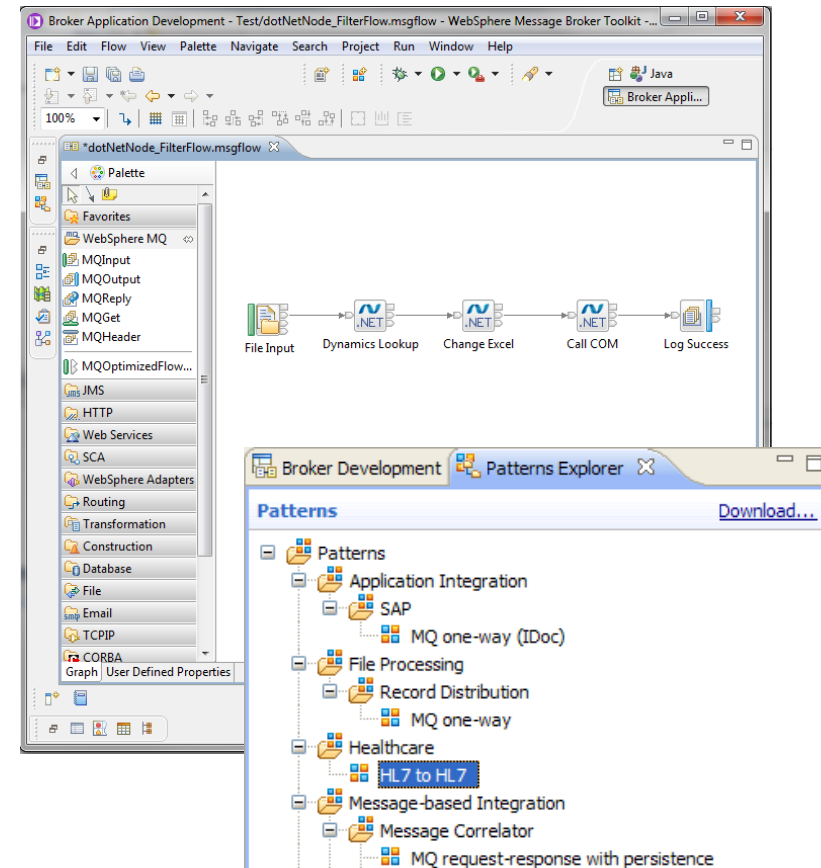 Broker Application Development - Test/dotNetNode_FilterFlow.msgflow - WebSphere Message Broker Toolkit -...
File Edit Flow View Palette Navigate Search Project Run Window Help
Java
Broker Appli...
100%
*dotNetNode_FilterFlow.msgflow
Palette
Favorites
WebSphere MQ
MQInput
MQOutput
MQReply
MQGet
MQHeader
MQOptimizedFlow...
JMS
HTTP
Web Services
SCA
WebSphere Adapters
Routing
Transformation
Construction
Database
File
Email
TCPIP
CORBA
Graph User Defined Properties
.NET .NET .NET
File Input Dynamics Lookup Change Excel Call COM Log Success
Broker Development Patterns Explorer
Patterns Download...
Patterns
Application Integration
SAP
MQ one-way (IDoc)
File Processing
Record Distribution
MQ one-way
Healthcare
HL7 to HL7
Message-based Integration
Message Correlator
MQ request-response with persistence